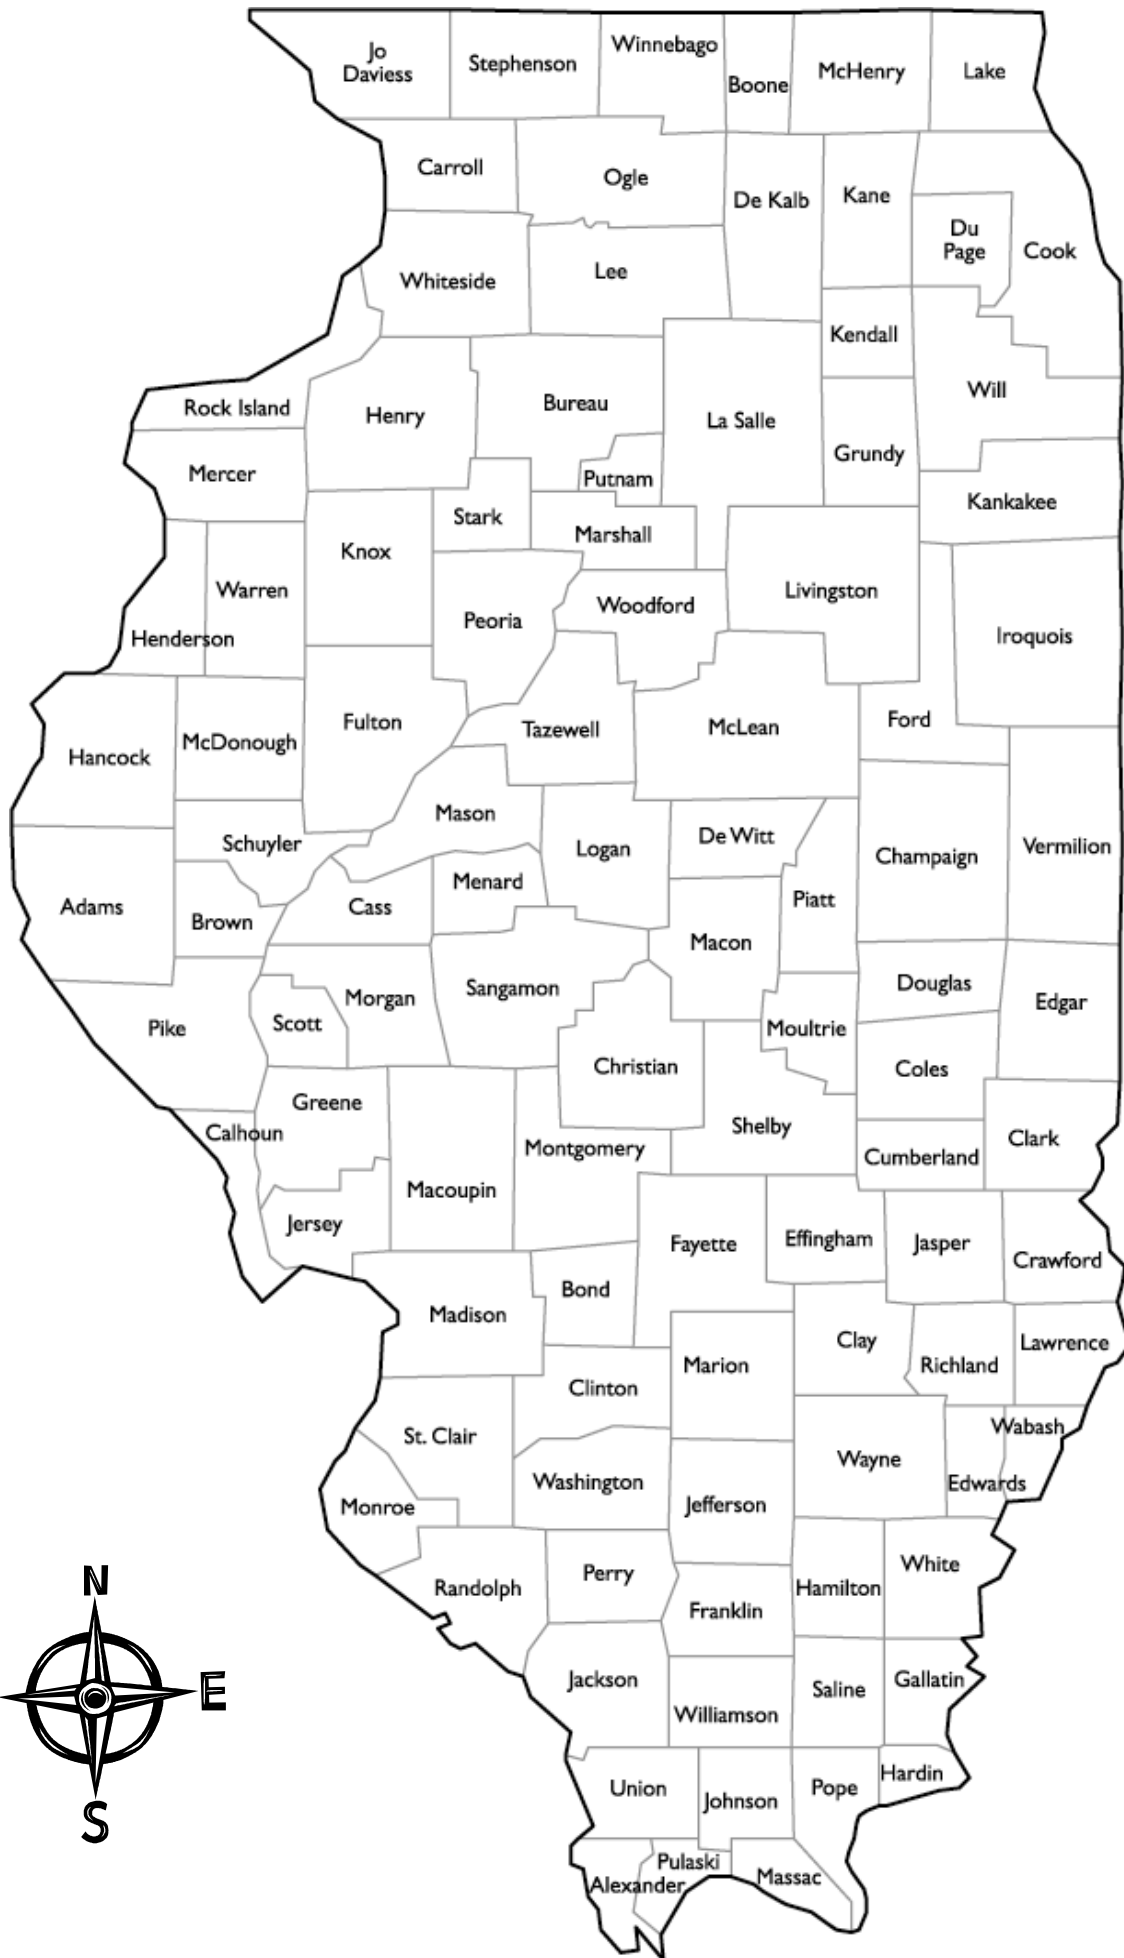 Jo
Daviess
Stephenson
Winnebago
Boone
McHenry
Lake
Carroll
Ogle
De Kalb
Kane
Du
Page
Cook
Whiteside
Lee
Kendall
Will
Rock Island
Henry
Bureau
La Salle
Grundy
Mercer
Putnam
Kankakee
Stark
Marshall
Knox
Warren
Henderson
Peoria
Woodford
Livingston
Iroquois
Hancock
McDonough
Fulton
Tazewell
McLean
Ford
Schuyler
Mason
Logan
De Witt
Champaign
Vermilion
Adams
Brown
Cass
Menard
Piatt
Macon
Pike
Scott
Morgan
Sangamon
Douglas
Edgar
Moultrie
Christian
Coles
Greene
Calhoun
Shelby
Clark
Cumberland
Montgomery
Macoupin
Jersey
Fayette
Effingham
Jasper
Crawford
Bond
Madison
Clay
Richland
Lawrence
Marion
Clinton
St. Clair
Wabash
Wayne
Edwards
Washington
Jefferson
Monroe
White
Hamilton
Perry
Randolph
Franklin
Jackson
Saline
Gallatin
Williamson
Union
Johnson
Pope
Hardin
Pulaski
Alexander
Massac
N
E
S